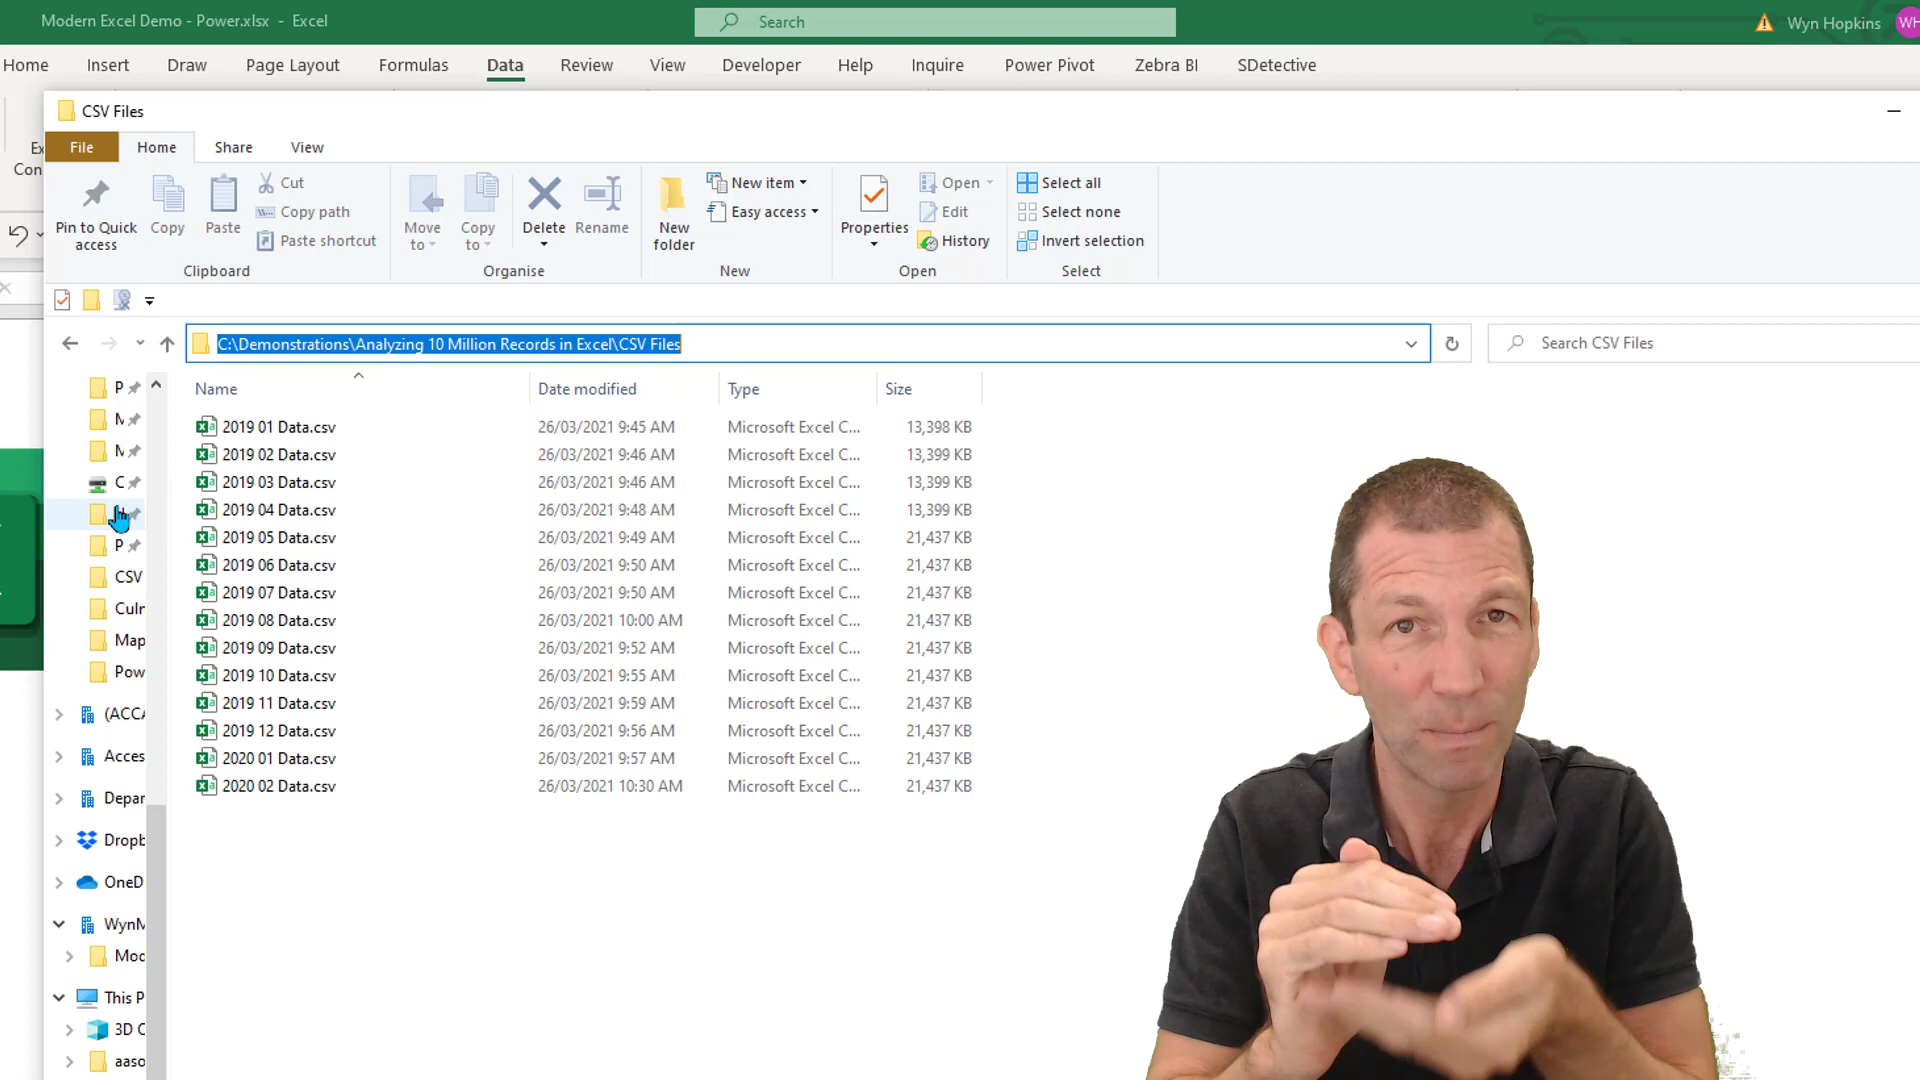 Modern Excel Demo - Power.xlsx - Excel
Search
Wyn Hopkins
WH
Home Insert Draw Page Layout Formulas Data Review View Developer Help Inquire Power Pivot Zebra BI SDetective
CSV Files
File Home Share View
Pin to Quick access
Copy
Paste
Cut
Copy path
Paste shortcut
Clipboard
Move to
Copy to
Delete
Rename
Organise
New folder
New item
Easy access
New
Properties
Open
Edit
History
Open
Select all
Select none
Invert selection
Select
C:\Demonstrations\Analyzing 10 Million Records in Excel\CSV Files
Search CSV Files
Name Date modified Type Size
2019 01 Data.csv 26/03/2021 9:45 AM Microsoft Excel C... 13,398 KB
2019 02 Data.csv 26/03/2021 9:46 AM Microsoft Excel C... 13,399 KB
2019 03 Data.csv 26/03/2021 9:46 AM Microsoft Excel C... 13,399 KB
2019 04 Data.csv 26/03/2021 9:48 AM Microsoft Excel C... 13,399 KB
2019 05 Data.csv 26/03/2021 9:49 AM Microsoft Excel C... 21,437 KB
2019 06 Data.csv 26/03/2021 9:50 AM Microsoft Excel C... 21,437 KB
2019 07 Data.csv 26/03/2021 9:50 AM Microsoft Excel C... 21,437 KB
2019 08 Data.csv 26/03/2021 10:00 AM Microsoft Excel C... 21,437 KB
2019 09 Data.csv 26/03/2021 9:52 AM Microsoft Excel C... 21,437 KB
2019 10 Data.csv 26/03/2021 9:55 AM Microsoft Excel C... 21,437 KB
2019 11 Data.csv 26/03/2021 9:59 AM Microsoft Excel C... 21,437 KB
2019 12 Data.csv 26/03/2021 9:56 AM Microsoft Excel C... 21,437 KB
2020 01 Data.csv 26/03/2021 9:57 AM Microsoft Excel C... 21,437 KB
2020 02 Data.csv 26/03/2021 10:30 AM Microsoft Excel C... 21,437 KB
P
C
P
CSV
Culn
Map
Pow
(ACCA
Acces
Depar
Dropb
OneD
WynM
Mod
This P
3D O
aaso